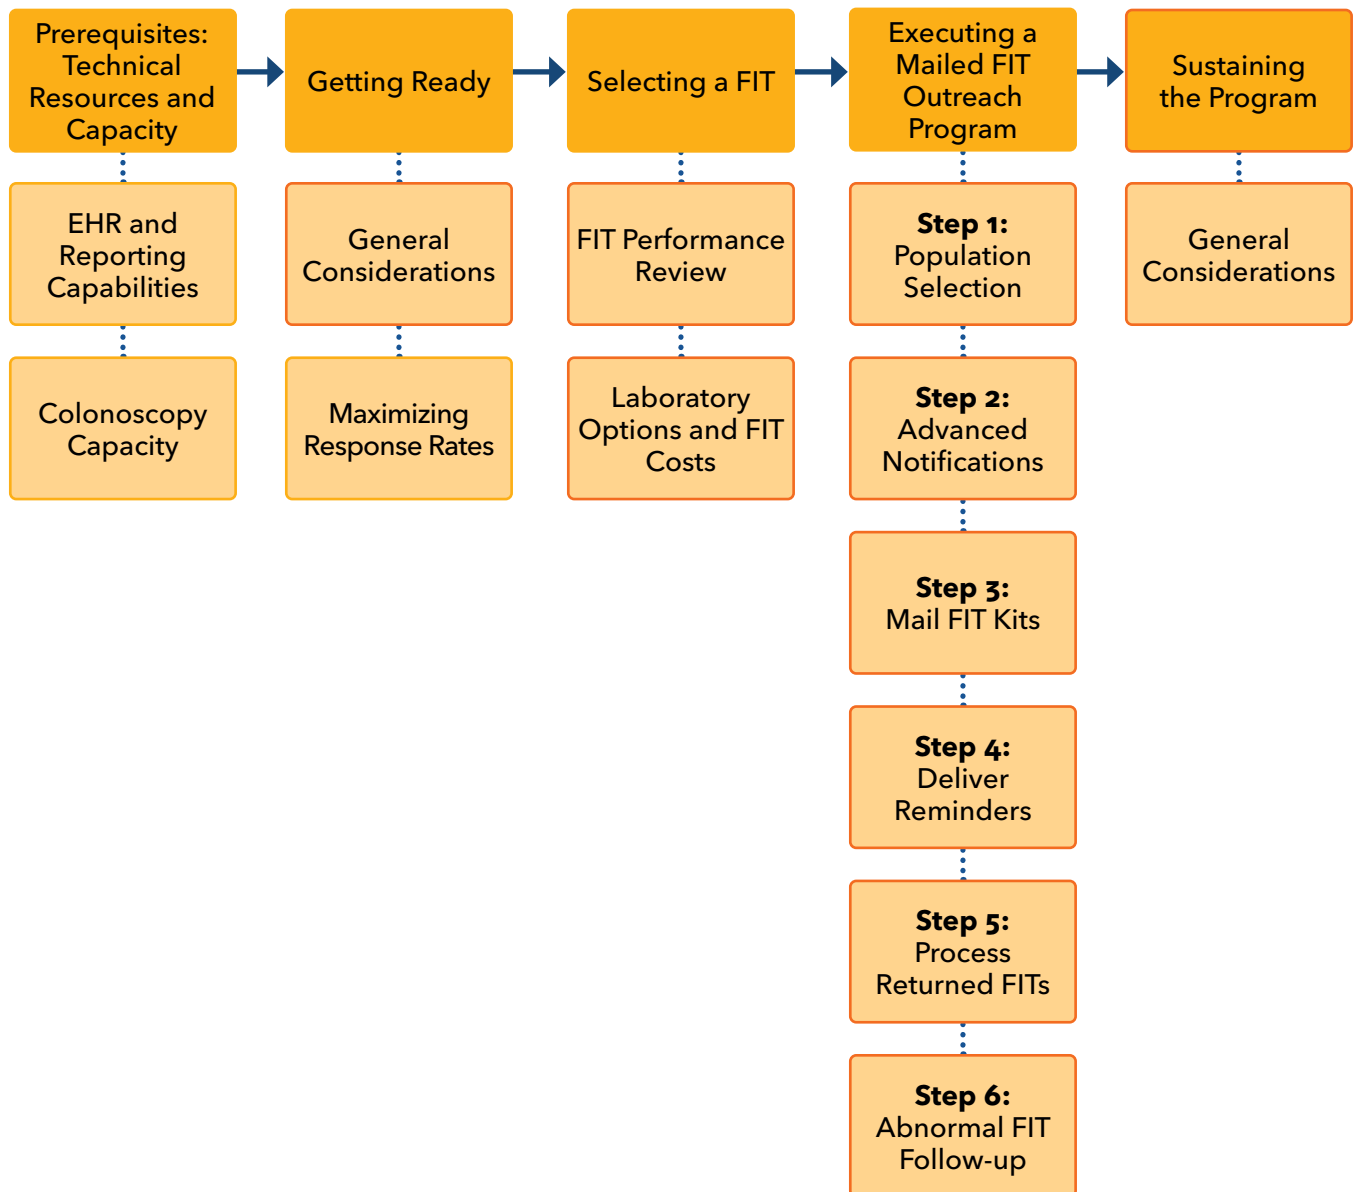 Prerequisites:
Technical
Resources and
Capacity
Getting Ready
Selecting a FIT
Executing a
Mailed FIT
Outreach
Program
Sustaining
the Program
EHR and
Reporting
Capabilities
Colonoscopy
Capacity
General
Considerations
Maximizing
Response Rates
FIT Performance
Review
Laboratory
Options and FIT
Costs
Step 1:
Population
Selection
Step 2:
Advanced
Notifications
Step 3:
Mail FIT Kits
Step 4:
Deliver
Reminders
Step 5:
Process
Returned FITs
Step 6:
Abnormal FIT
Follow-up
General
Considerations